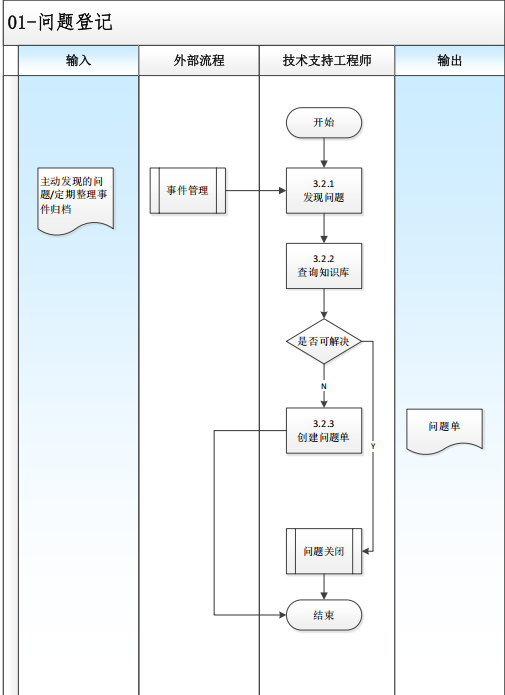 01-问题登记
输入
外部流程
技术支持工程师
输出
开始
主动发现的问
题/定期整理事
件归档
事件管理
3.2.1
发现问题
3.2.2
查询知识库
是否可解决
N
Y
3.2.3
创建问题单
问题单
问题关闭
结束